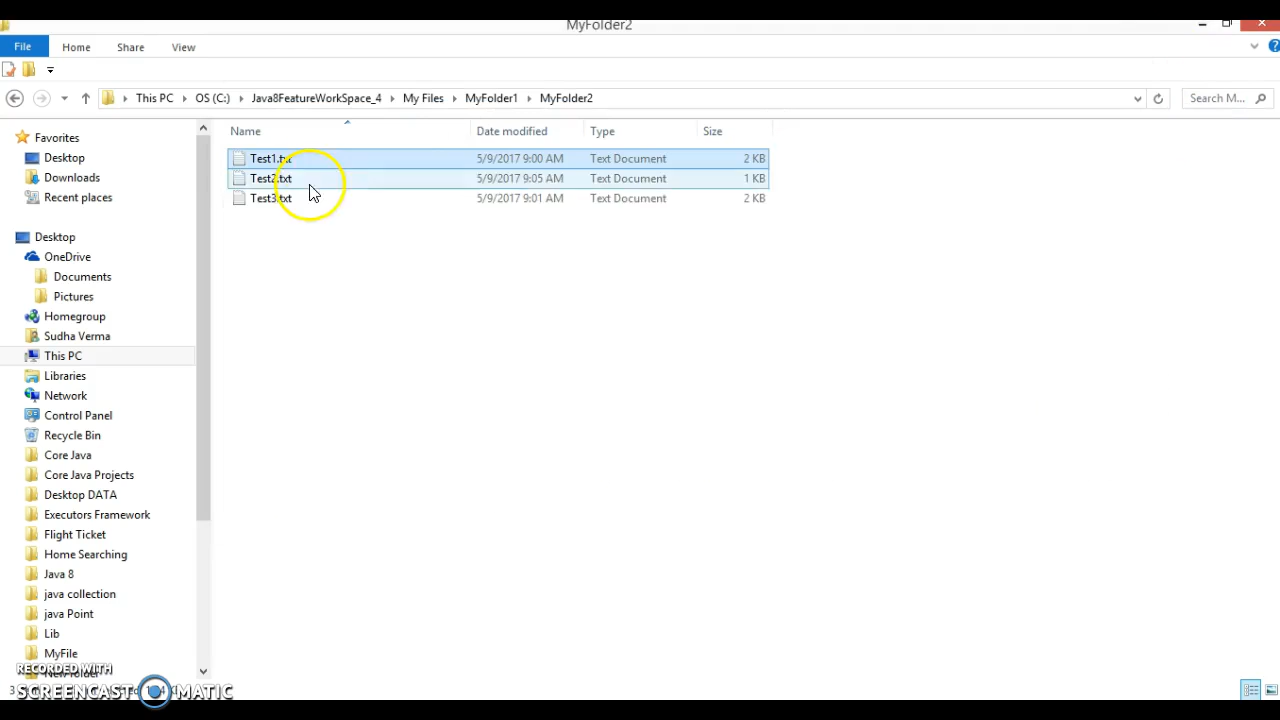 MyFolder2
File Home Share View
This PC OS (C:) Java8FeatureWorkSpace_4 My Files MyFolder1 MyFolder2 Search M...
Name Date modified Type Size
Test1.txt 5/9/2017 9:00 AM Text Document 2 KB
Test2.txt 5/9/2017 9:05 AM Text Document 1 KB
Test3.txt 5/9/2017 9:01 AM Text Document 2 KB
Favorites
Desktop
Downloads
Recent places
Desktop
OneDrive
Documents
Pictures
Homegroup
Sudha Verma
This PC
Libraries
Network
Control Panel
Recycle Bin
Core Java
Core Java Projects
Desktop DATA
Executors Framework
Flight Ticket
Home Searching
Java 8
java collection
java Point
Lib
MyFile
RECORDED WITH
SCREENCAST MATIC